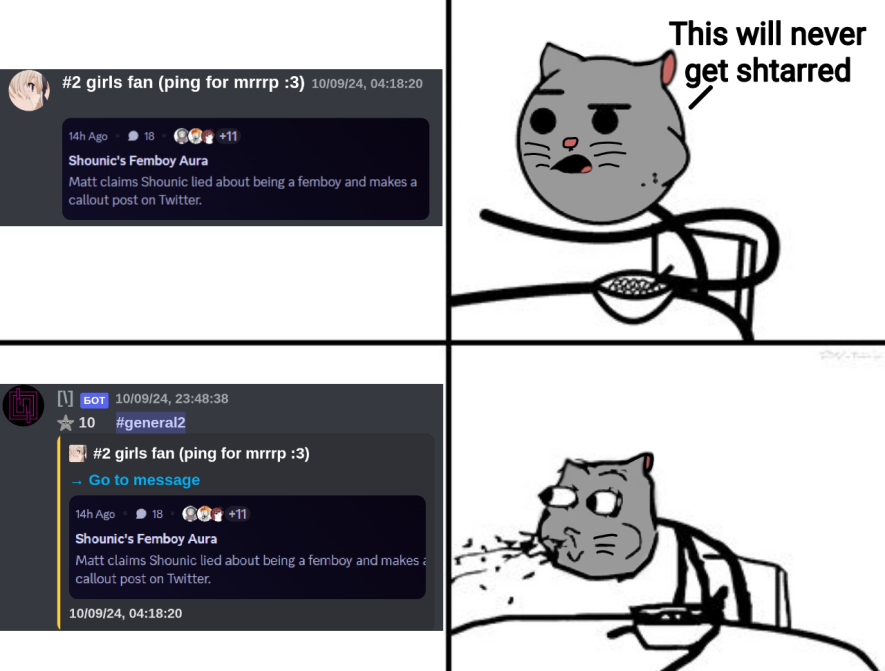 This will never
get shtarred
#2 girls fan (ping for mrrrp :3) 10/09/24, 04:18:20
14h Ago 18 +11
Shounic's Femboy Aura
Matt claims Shounic lied about being a femboy and makes a
callout post on Twitter.
[\] БОТ 10/09/24, 23:48:38
10 #general2
#2 girls fan (ping for mrrrp :3)
→ Go to message
14h Ago 18 +11
Shounic's Femboy Aura
Matt claims Shounic lied about being a femboy and makes a
callout post on Twitter.
10/09/24, 04:18:20